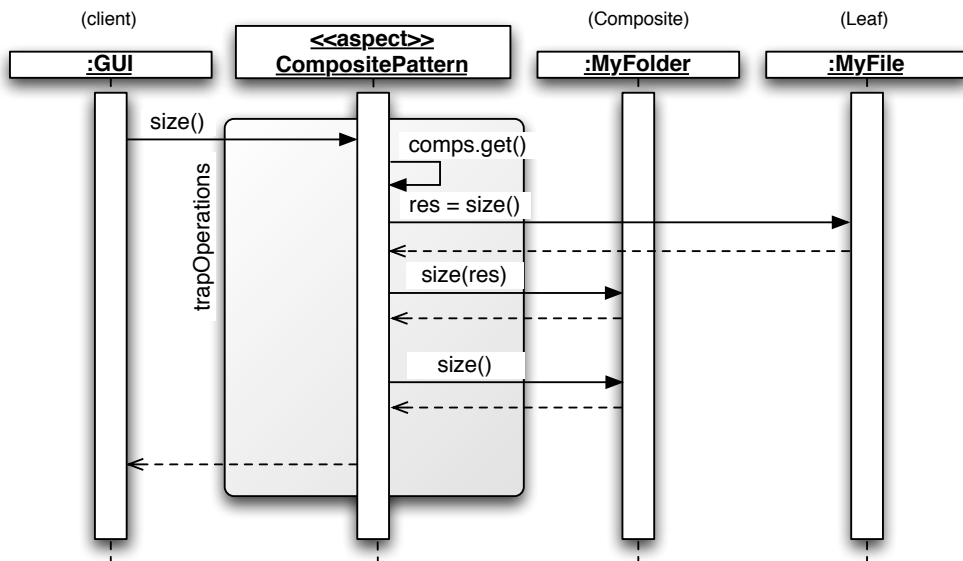 (client)
(Composite)
(Leaf)
:GUI
<<aspect>>
CompositePattern
:MyFolder
:MyFile
size()
trapOperations
comps.get()
res = size()
size(res)
size()